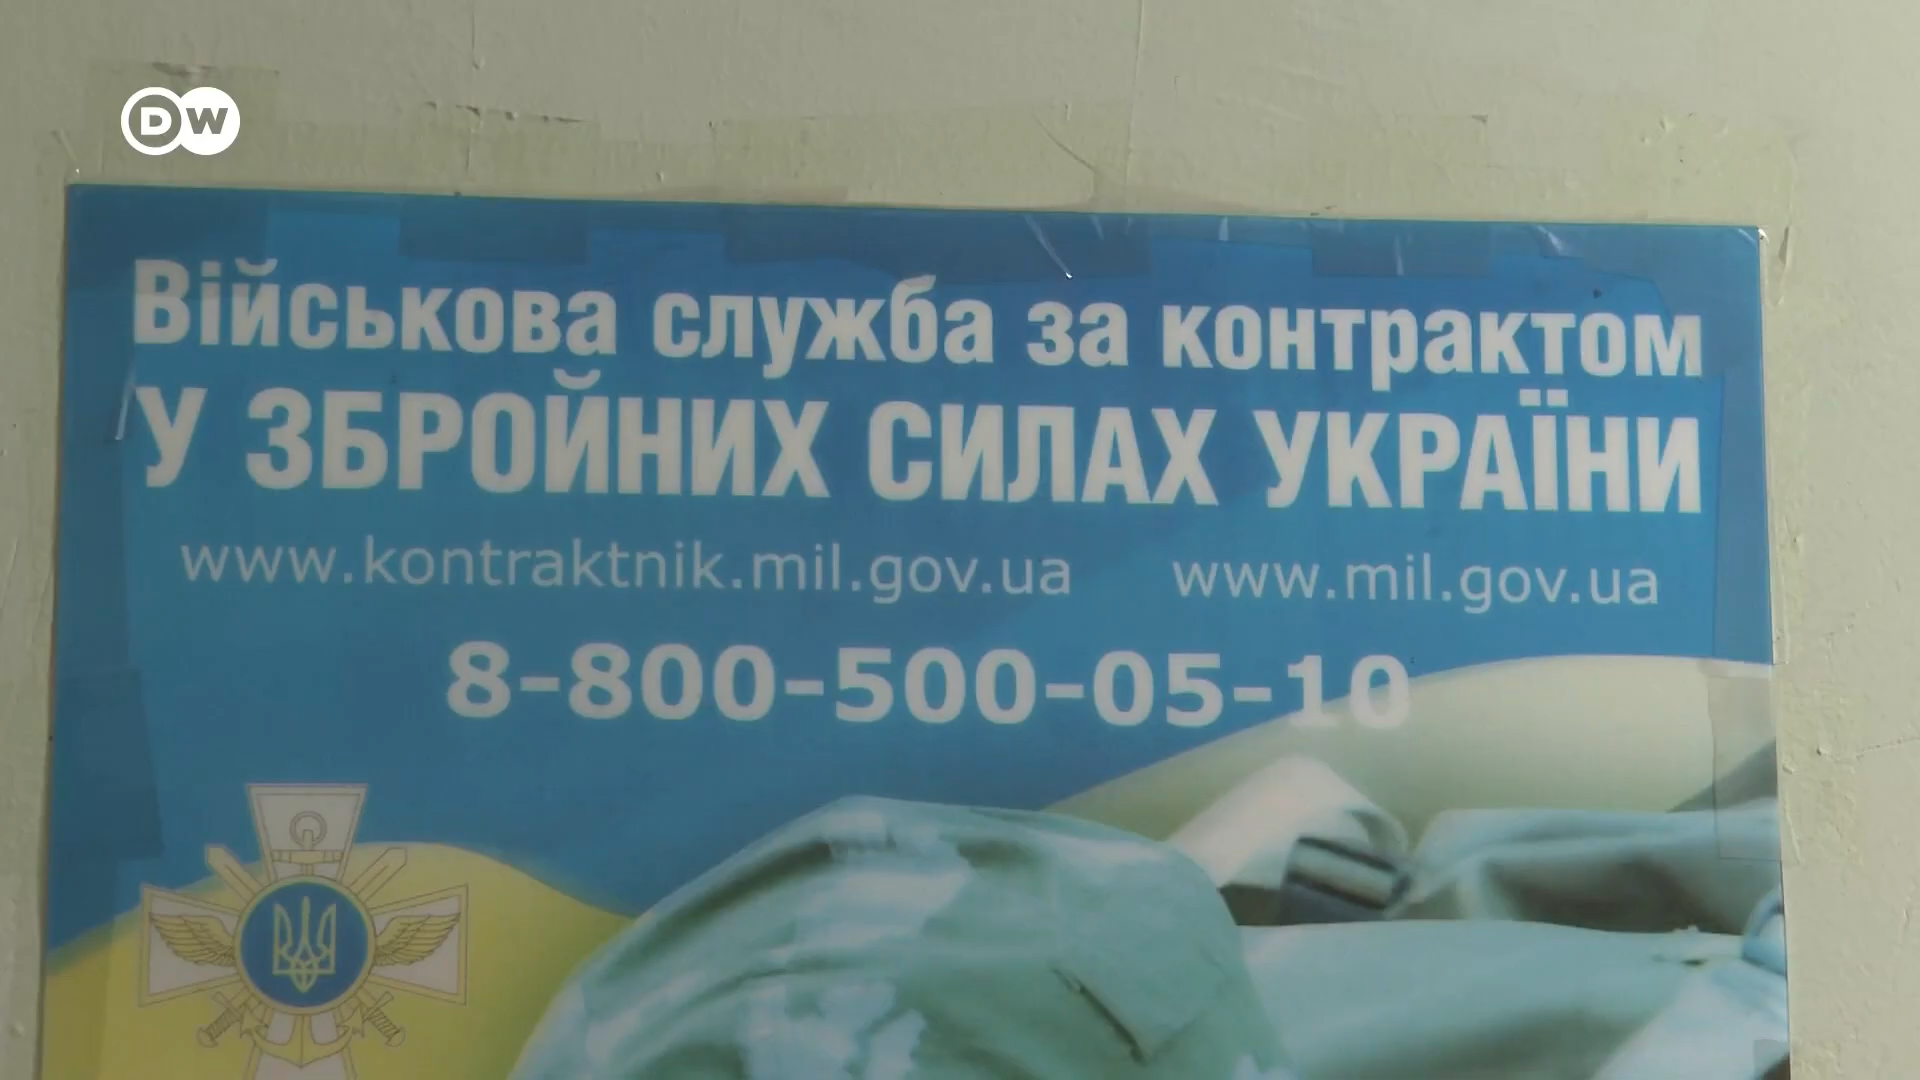 DW
Військова служба за контрактом
У ЗБРОЙНИХ СИЛАХ УКРАЇНИ
www.kontraktnik.mil.gov.ua www.mil.gov.ua
8-800-500-05-10